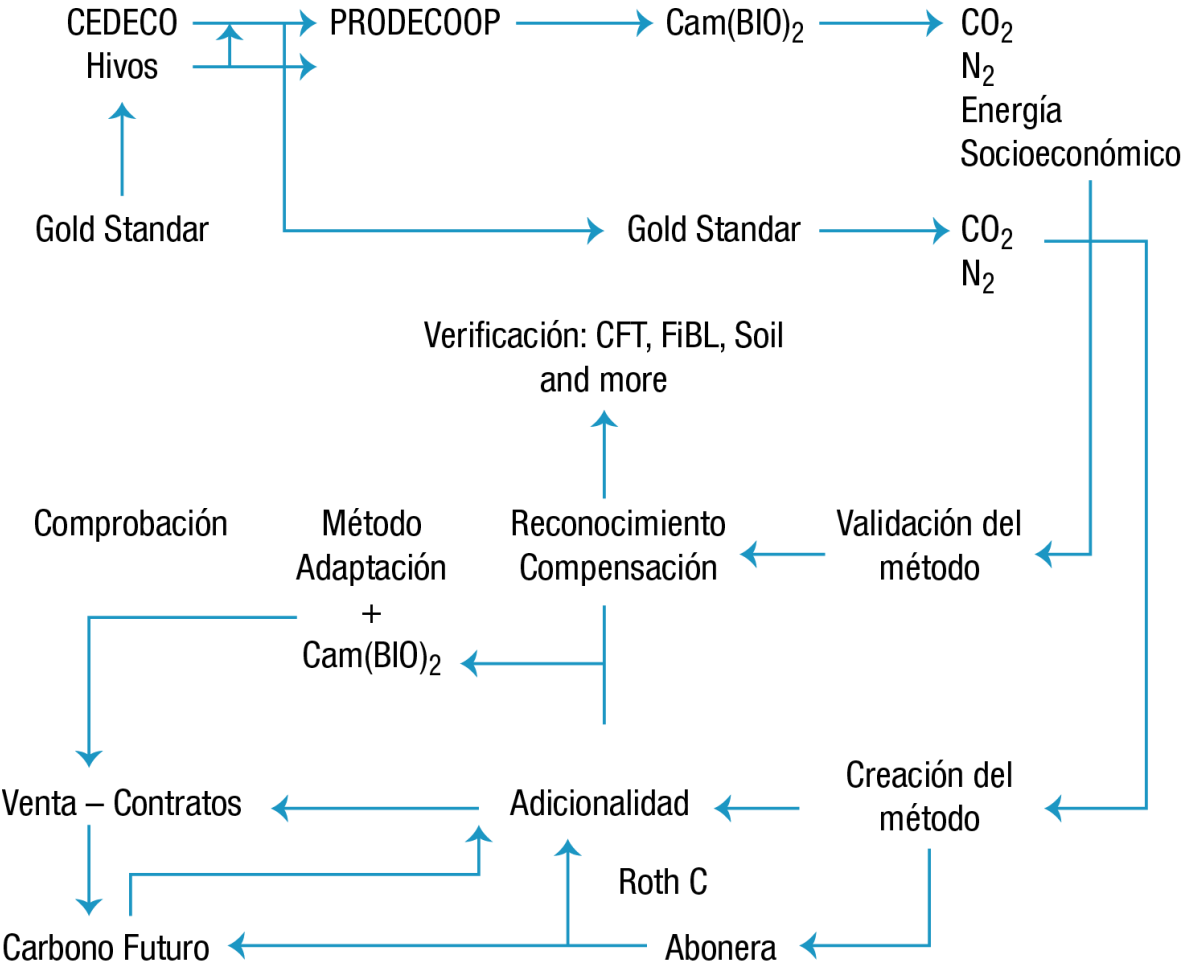 CEDECO
Hivos
PRODECOOP
Cam(BIO)₂
CO₂
N₂
Energía
Socioeconómico
Gold Standar
Gold Standar
CO₂
N₂
Verificación: CFT, FiBL, Soil
and more
Comprobación
Método
Adaptación
+
Cam(BIO)₂
Reconocimiento
Compensación
Validación del
método
Venta – Contratos
Adicionalidad
Creación del
método
Roth C
Carbono Futuro
Abonera